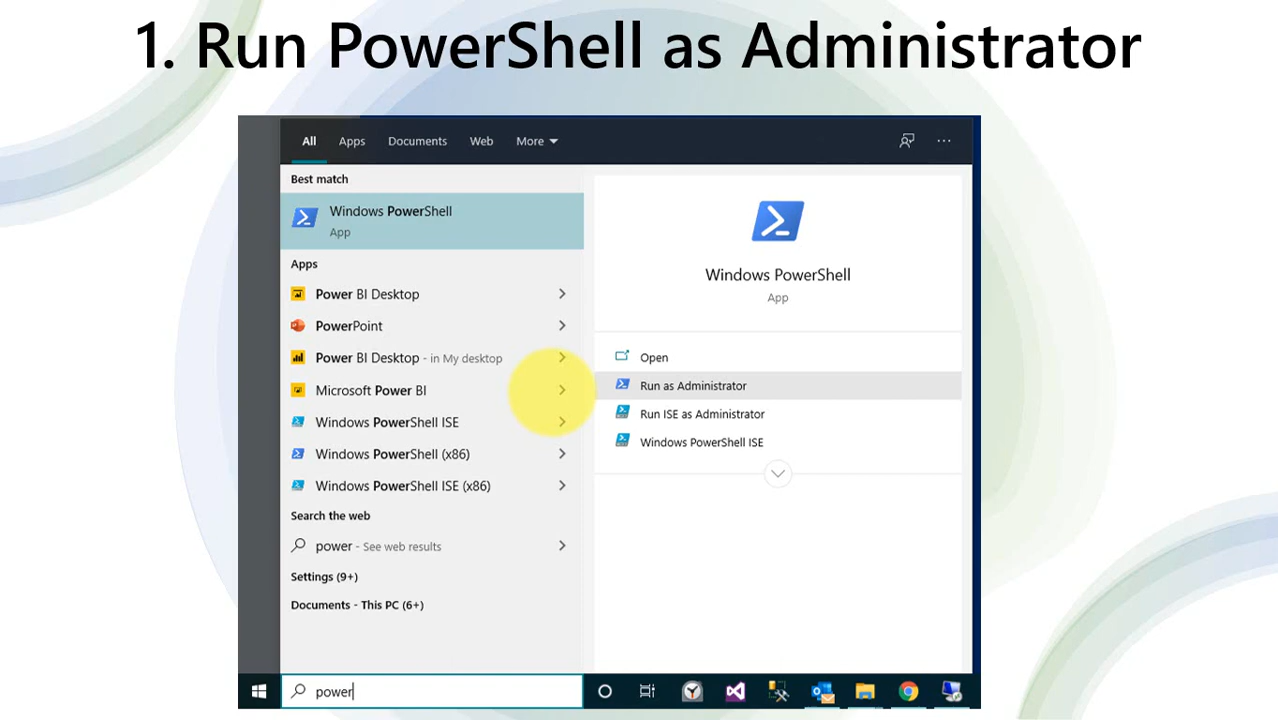 1. Run PowerShell as Administrator
All Apps Documents Web More
Best match
Windows PowerShell
App
Apps
Power BI Desktop
PowerPoint
Power BI Desktop - in My desktop
Microsoft Power BI
Windows PowerShell ISE
Windows PowerShell (x86)
Windows PowerShell ISE (x86)
Search the web
power - See web results
Settings (9+)
Documents - This PC (6+)
Windows PowerShell
App
Open
Run as Administrator
Run ISE as Administrator
Windows PowerShell ISE
power